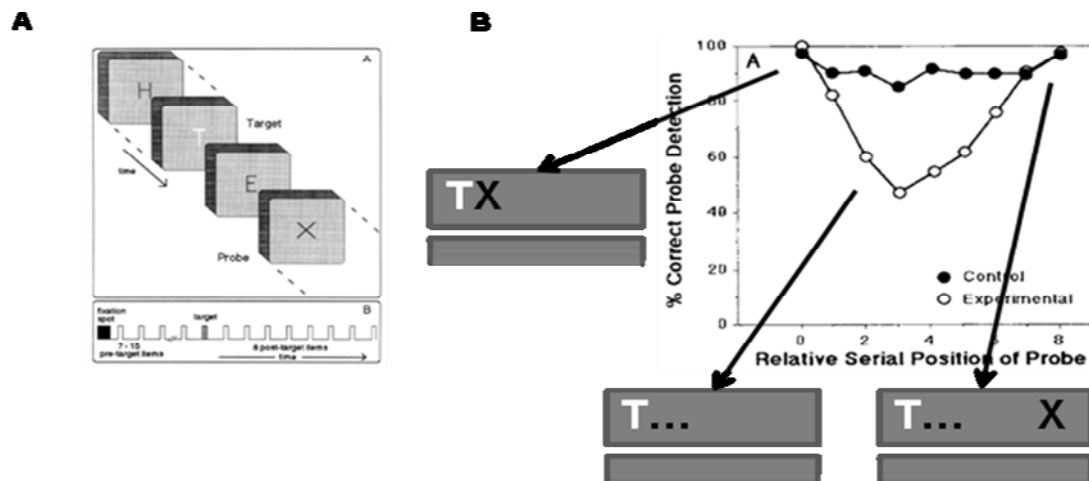 A
A
H
T
Target
time
E
X
Probe
B
fixation
spot
target
7 - 15
pre-target items
8 post-target items
time
B
A
100
80
60
40
20
0
% Correct Probe Detection
Control
Experimental
0 2 4 6 8
Relative Serial Position of Probe
TX
T...
T... X